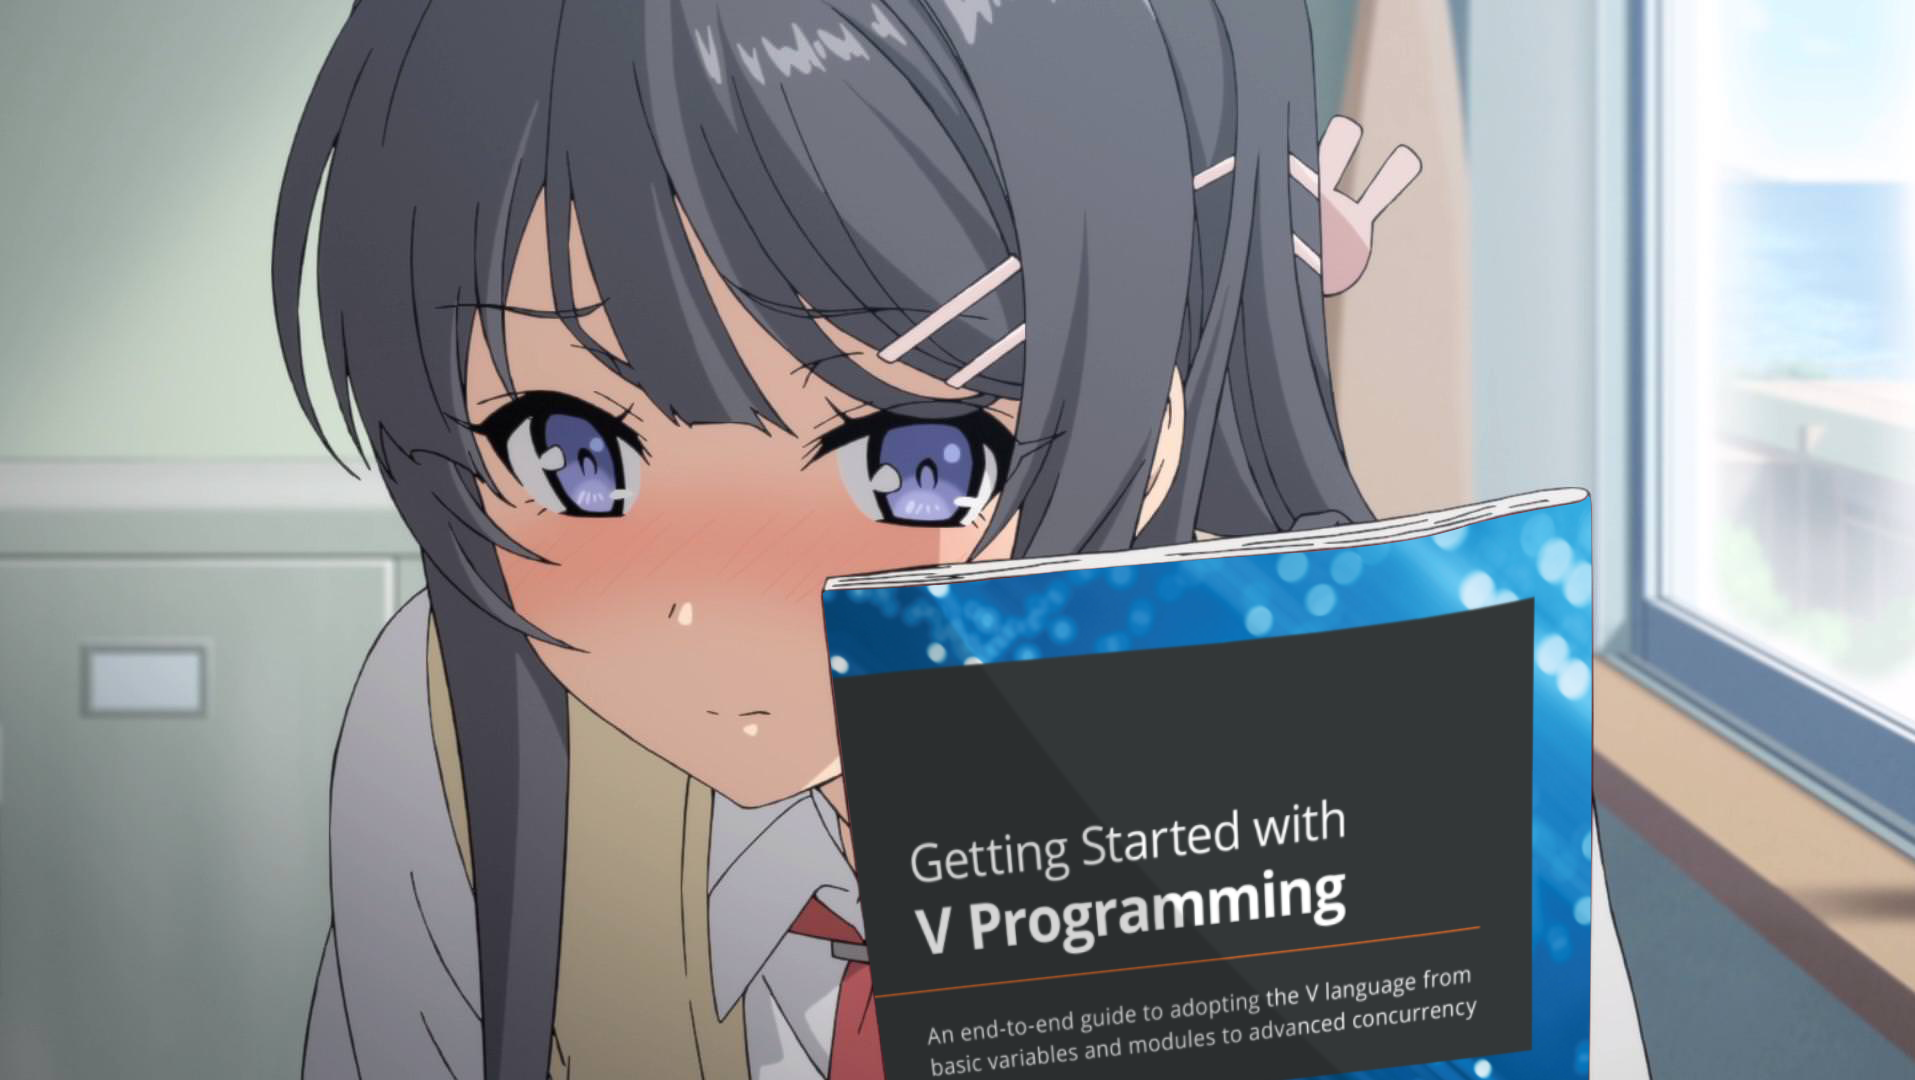 Getting Started with
V Programming
An end-to-end guide to adopting the V language from
basic variables and modules to advanced concurrency